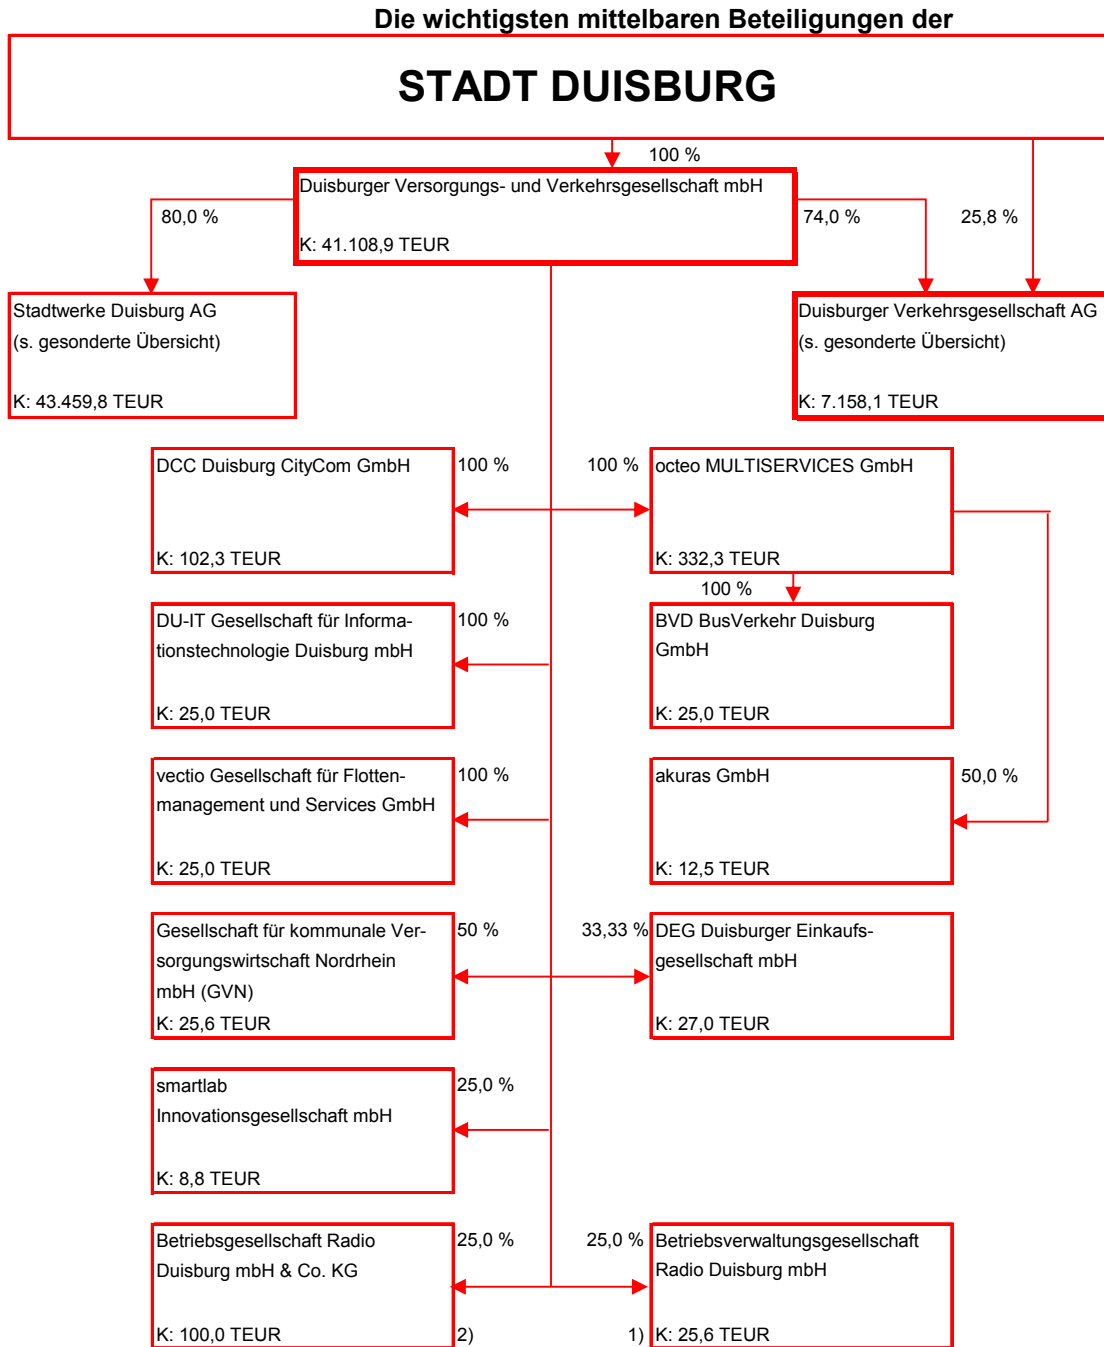 Die wichtigsten mittelbaren Beteiligungen der
STADT DUISBURG
100 %
Duisburger Versorgungs- und Verkehrsgesellschaft mbH
K: 41.108,9 TEUR
80,0 %
74,0 %
25,8 %
Stadtwerke Duisburg AG
(s. gesonderte Übersicht)
K: 43.459,8 TEUR
Duisburger Verkehrsgesellschaft AG
(s. gesonderte Übersicht)
K: 7.158,1 TEUR
DCC Duisburg CityCom GmbH
K: 102,3 TEUR
100 %
100 %
octeo MULTISERVICES GmbH
K: 332,3 TEUR
100 %
DU-IT Gesellschaft für Informa-
tionstechnologie Duisburg mbH
K: 25,0 TEUR
100 %
BVD BusVerkehr Duisburg
GmbH
K: 25,0 TEUR
vectio Gesellschaft für Flotten-
management und Services GmbH
K: 25,0 TEUR
100 %
akuras GmbH
K: 12,5 TEUR
50,0 %
Gesellschaft für kommunale Ver-
sorgungswirtschaft Nordrhein
mbH (GVN)
K: 25,6 TEUR
50 %
33,33 %
DEG Duisburger Einkaufs-
gesellschaft mbH
K: 27,0 TEUR
smartlab
Innovationsgesellschaft mbH
K: 8,8 TEUR
25,0 %
Betriebsgesellschaft Radio
Duisburg mbH & Co. KG
K: 100,0 TEUR
25,0 %
2)
25,0 %
1)
Betriebsverwaltungsgesellschaft
Radio Duisburg mbH
K: 25,6 TEUR